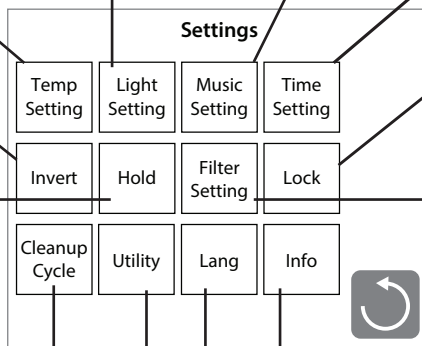 Settings
Temp
Setting
Light
Setting
Music
Setting
Time
Setting
Invert
Hold
Filter
Setting
Lock
Cleanup
Cycle
Utility
Lang
Info